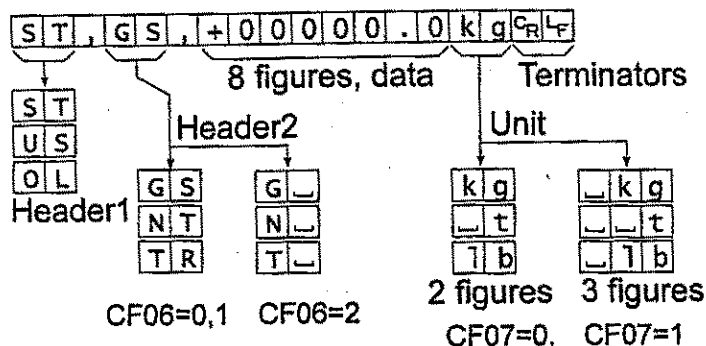 ST,GS,+00000.0kgCRLF
8 figures, data Terminators
Header2 Unit
ST
US
OL
Header1
GS G␣
NT N␣
TR T␣
kg ␣kg
␣t ␣␣t
lb ␣lb
2 figures 3 figures
CF06=0,1 CF06=2
CF07=0, CF07=1